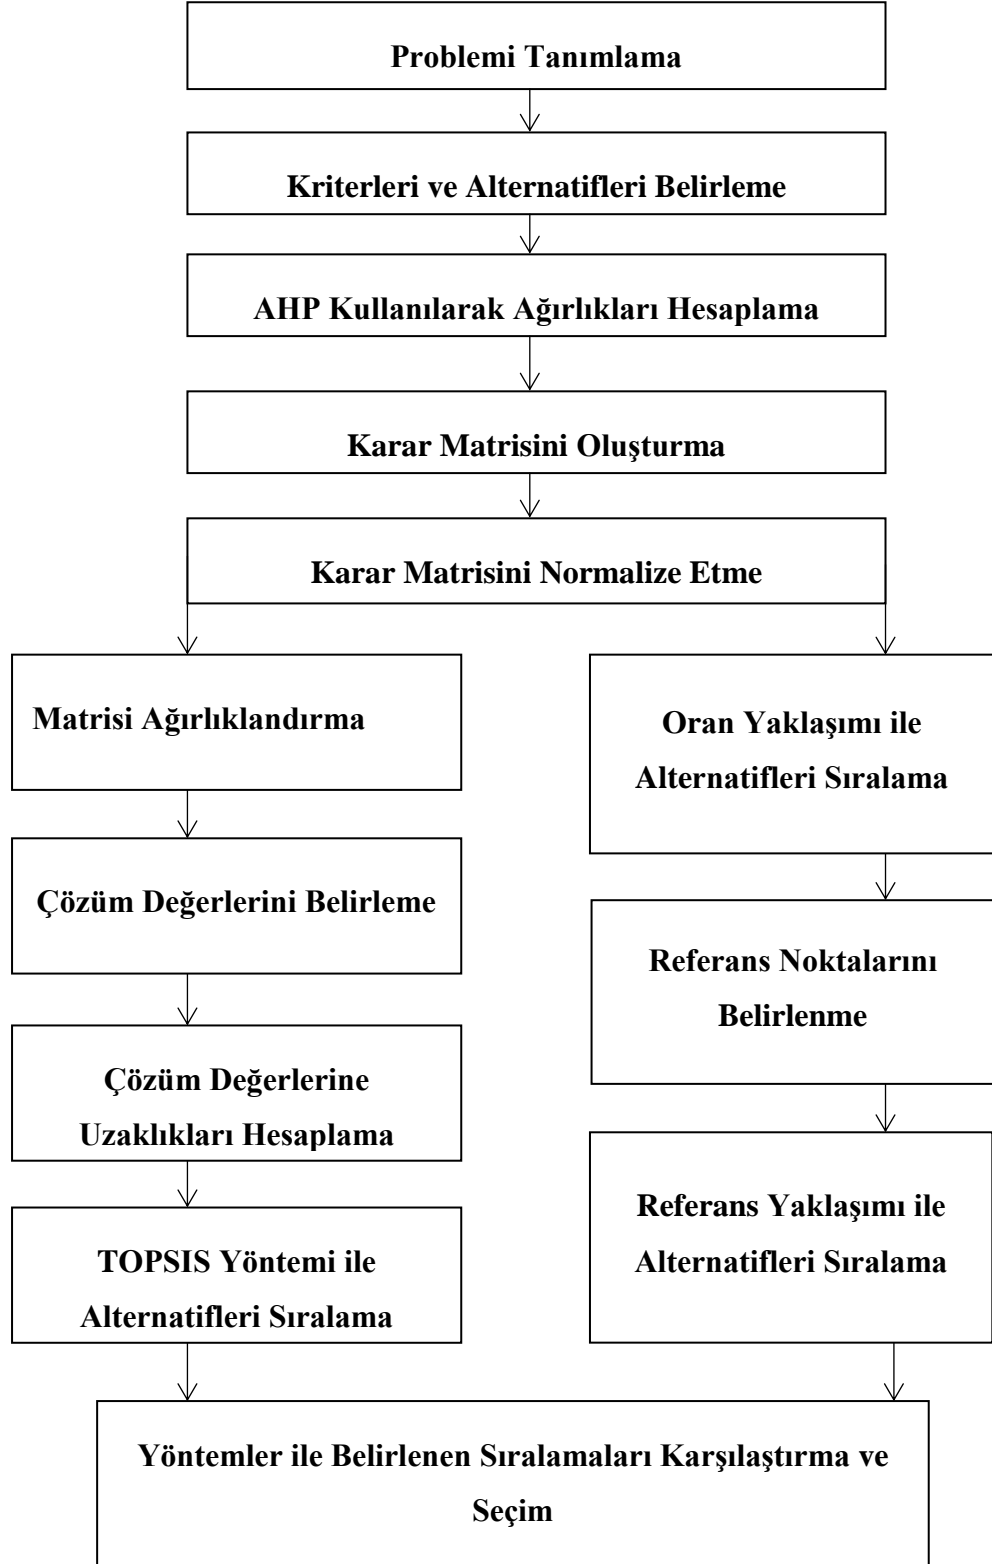 Problemi Tanımlama
Kriterleri ve Alternatifleri Belirleme
AHP Kullanılarak Ağırlıkları Hesaplama
Karar Matrisini Oluşturma
Karar Matrisini Normalize Etme
Matrisi Ağırlıklandırma
Çözüm Değerlerini Belirleme
Çözüm Değerlerine
Uzaklıkları Hesaplama
TOPSIS Yöntemi ile
Alternatifleri Sıralama
Oran Yaklaşımı ile
Alternatifleri Sıralama
Referans Noktalarını
Belirlenme
Referans Yaklaşımı ile
Alternatifleri Sıralama
Yöntemler ile Belirlenen Sıralamaları Karşılaştırma ve
Seçim